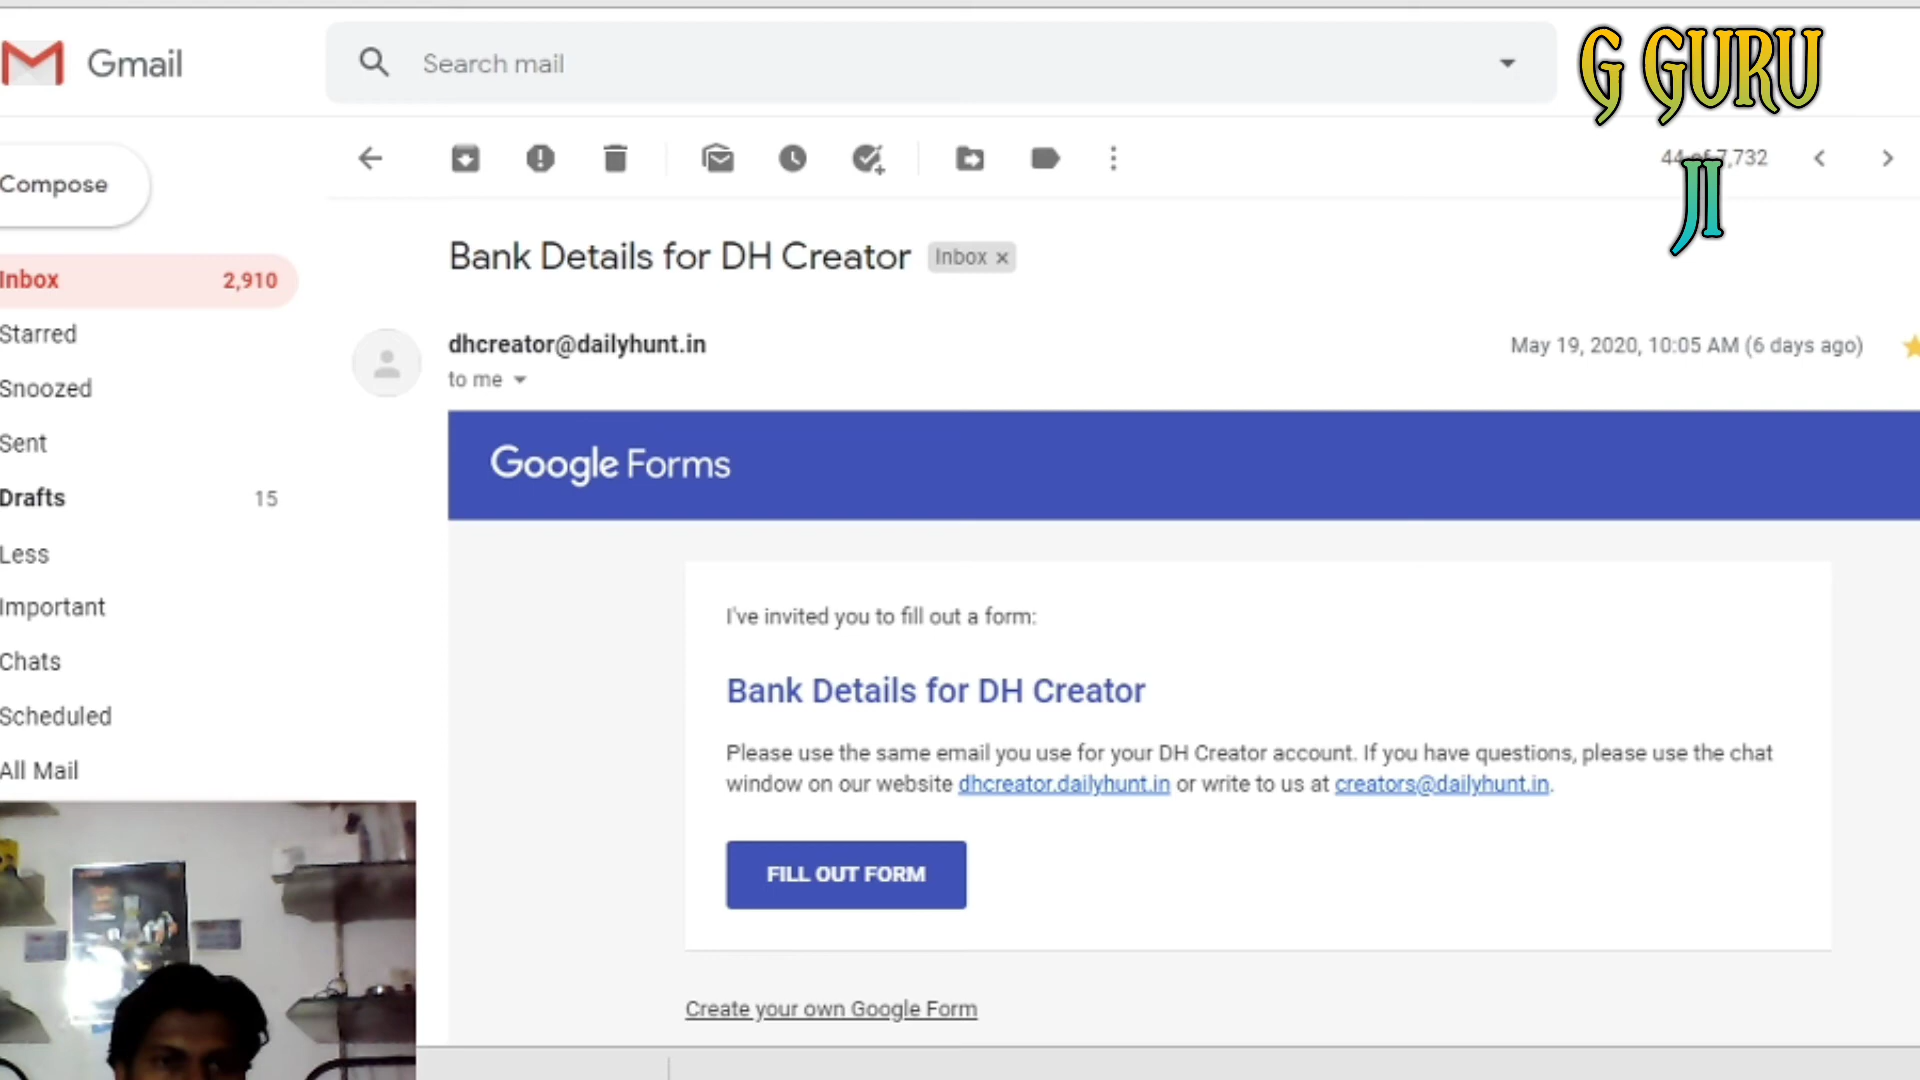 Gmail
Search mail
G GURU
JI
Compose
44 of 7,732
Bank Details for DH Creator
Inbox ×
Inbox 2,910
Starred
Snoozed
Sent
Drafts 15
Less
Important
Chats
Scheduled
All Mail
dhcreator@dailyhunt.in
May 19, 2020, 10:05 AM (6 days ago)
to me
Google Forms
I've invited you to fill out a form:
Bank Details for DH Creator
Please use the same email you use for your DH Creator account. If you have questions, please use the chat
window on our website dhcreator.dailyhunt.in or write to us at creators@dailyhunt.in.
FILL OUT FORM
Create your own Google Form